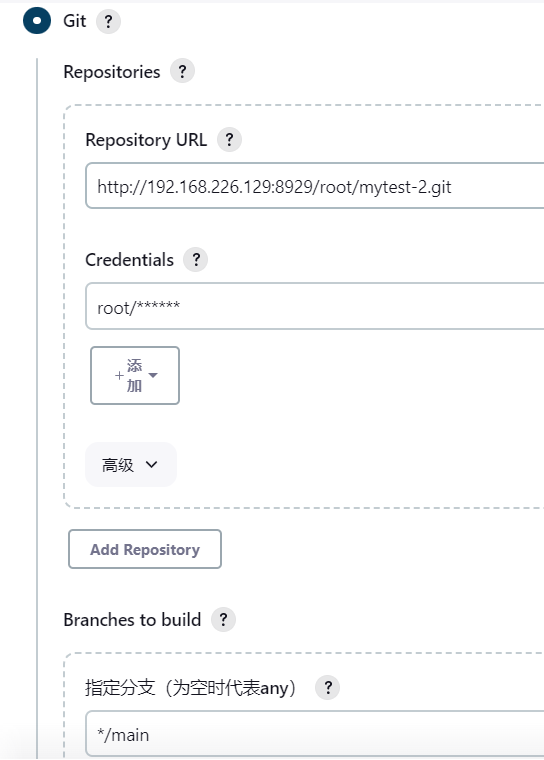 Git ?
Repositories ?
Repository URL ?
http://192.168.226.129:8929/root/mytest-2.git
Credentials ?
root/******
+添
加
高级
Add Repository
Branches to build ?
指定分支（为空时代表any） ?
*/main